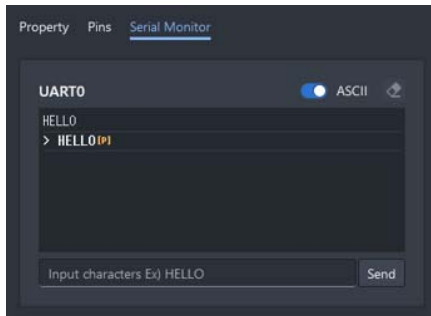 Property Pins Serial Monitor
UART0 ASCII
HELLO
> HELLO[P]
Input characters Ex) HELLO Send